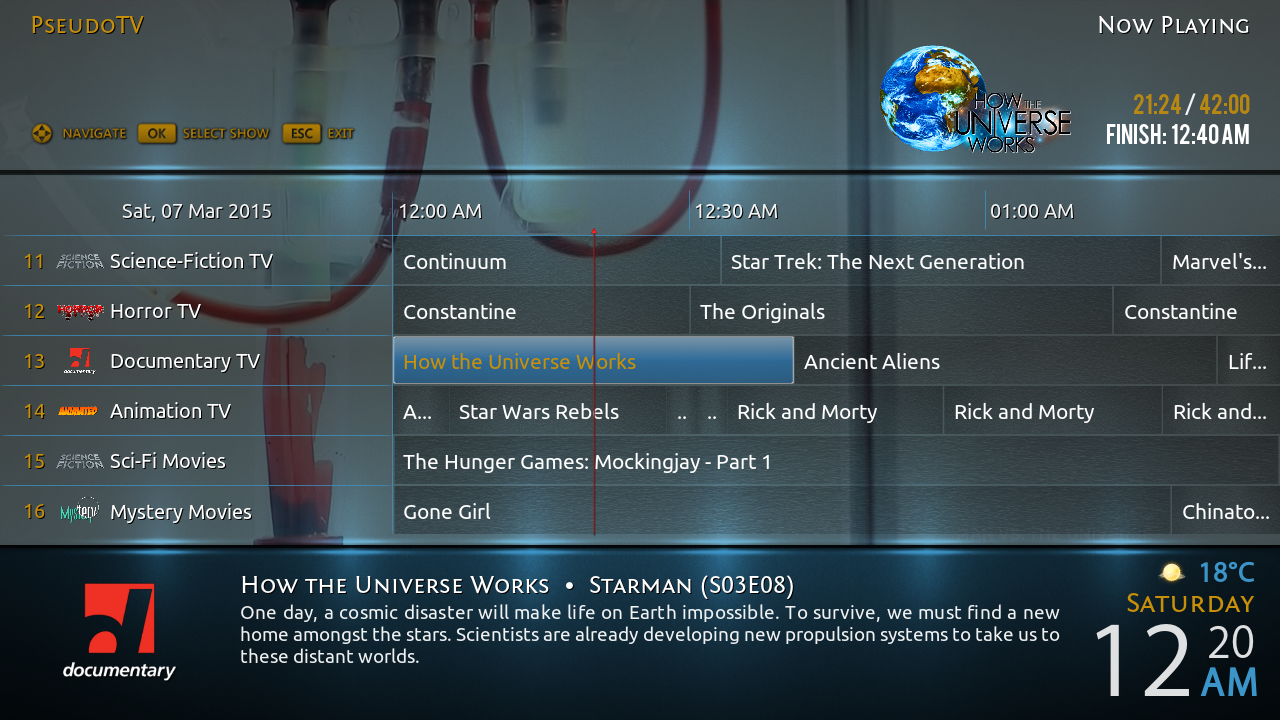 PseudoTV
Now Playing
HOW THE
UNIVERSE
WORKS
21:24 / 42:00
FINISH: 12:40 AM
NAVIGATE OK SELECT SHOW ESC EXIT
Sat, 07 Mar 2015 12:00 AM 12:30 AM 01:00 AM
11 SCIENCE FICTION Science-Fiction TV Continuum Star Trek: The Next Generation Marvel's...
12 Horror TV Constantine The Originals Constantine
13 documentary Documentary TV How the Universe Works Ancient Aliens Lif...
14 ANIMATED Animation TV A... Star Wars Rebels .. .. Rick and Morty Rick and Morty Rick and...
15 SCIENCE FICTION Sci-Fi Movies The Hunger Games: Mockingjay - Part 1
16 Mystery Mystery Movies Gone Girl Chinato...
documentary
How the Universe Works • Starman (S03E08)
One day, a cosmic disaster will make life on Earth impossible. To survive, we must find a new
home amongst the stars. Scientists are already developing new propulsion systems to take us to
these distant worlds.
18°C
Saturday
12 20 AM